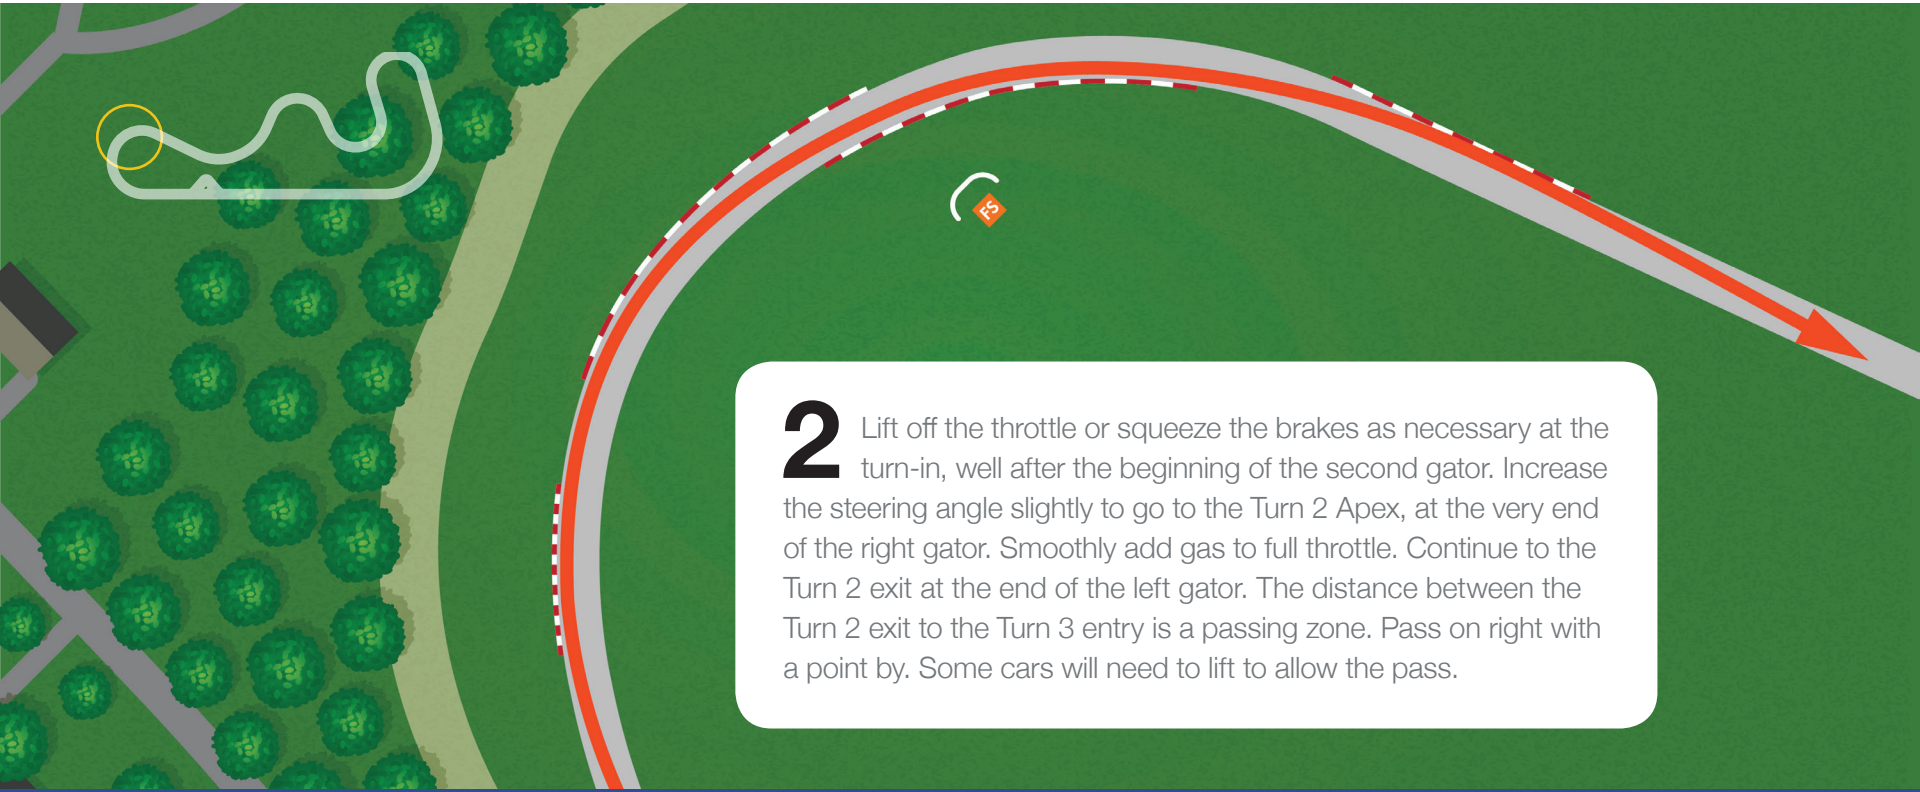 FS
2 Lift off the throttle or squeeze the brakes as necessary at the
turn-in, well after the beginning of the second gator. Increase
the steering angle slightly to go to the Turn 2 Apex, at the very end
of the right gator. Smoothly add gas to full throttle. Continue to the
Turn 2 exit at the end of the left gator. The distance between the
Turn 2 exit to the Turn 3 entry is a passing zone. Pass on right with
a point by. Some cars will need to lift to allow the pass.